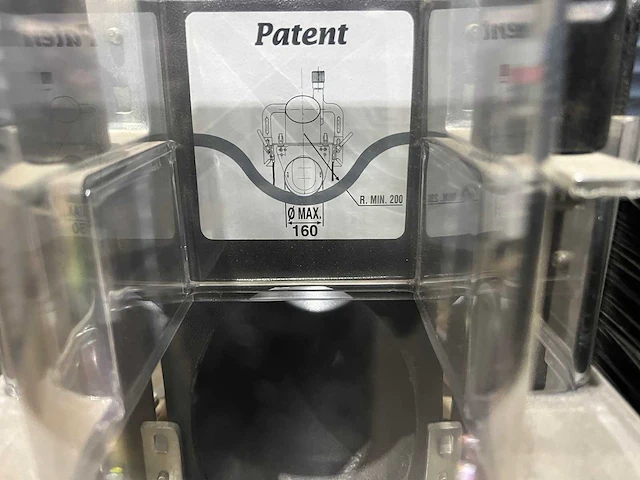 Patent
R. MIN. 200
Ø MAX.
160